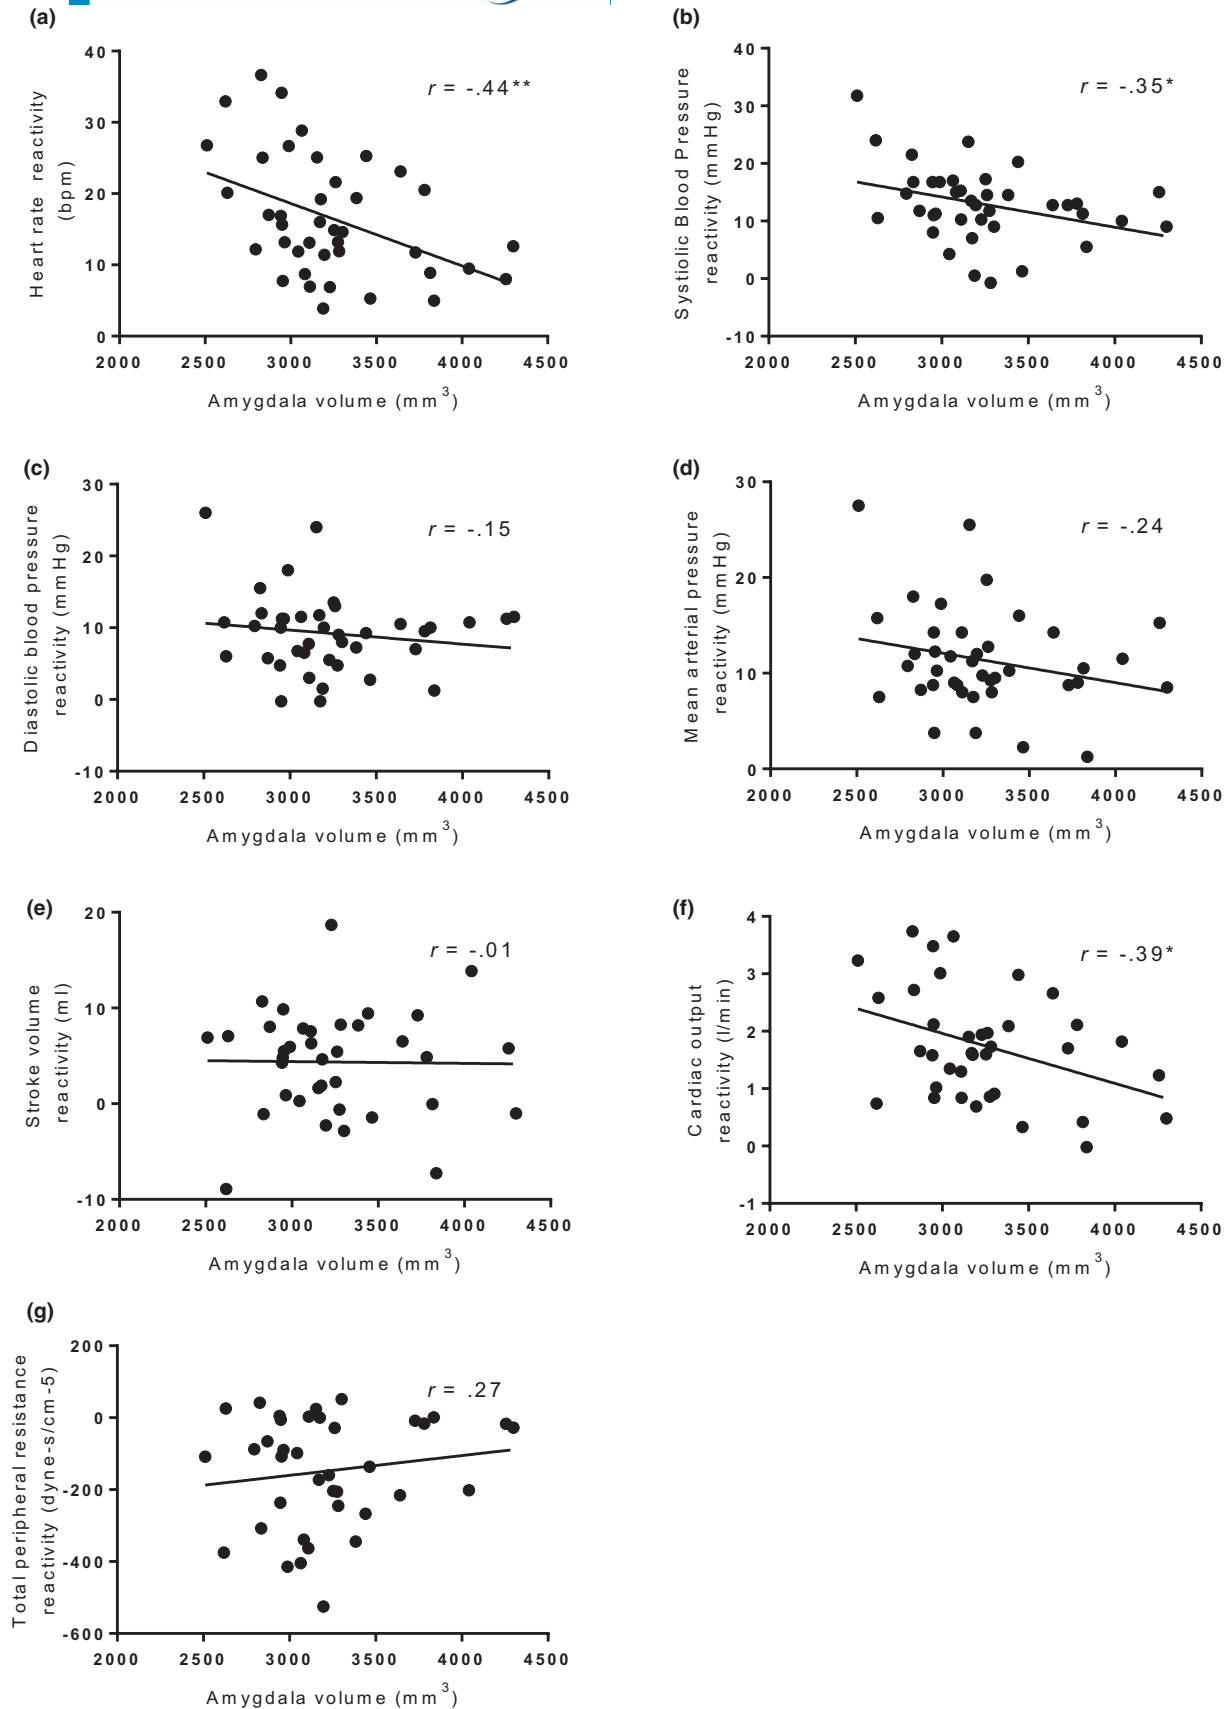 (a)
Heart rate reactivity
(bpm)
40
30
20
10
0
r = -.44**
2000 2500 3000 3500 4000 4500
Amygdala volume (mm3)
(b)
Systiolic Blood Pressure
reactivity (mmHg)
40
30
20
10
0
-10
r = -.35*
2000 2500 3000 3500 4000 4500
Amygdala volume (mm3)
(c)
Diastolic blood pressure
reactivity (mmHg)
30
20
10
0
-10
r = -.15
2000 2500 3000 3500 4000 4500
Amygdala volume (mm3)
(d)
Mean arterial pressure
reactivity (mmHg)
30
20
10
0
r = -.24
2000 2500 3000 3500 4000 4500
Amygdala volume (mm3)
(e)
Stroke volume
reactivity (ml)
20
10
0
-10
r = -.01
2000 2500 3000 3500 4000 4500
Amygdala volume (mm3)
(f)
Cardiac output
reactivity (l/min)
4
3
2
1
0
-1
r = -.39*
2000 2500 3000 3500 4000 4500
Amygdala volume (mm3)
(g)
Total peripheral resistance
reactivity (dyne-s/cm-5)
200
0
-200
-400
-600
r = .27
2000 2500 3000 3500 4000 4500
Amygdala volume (mm3)